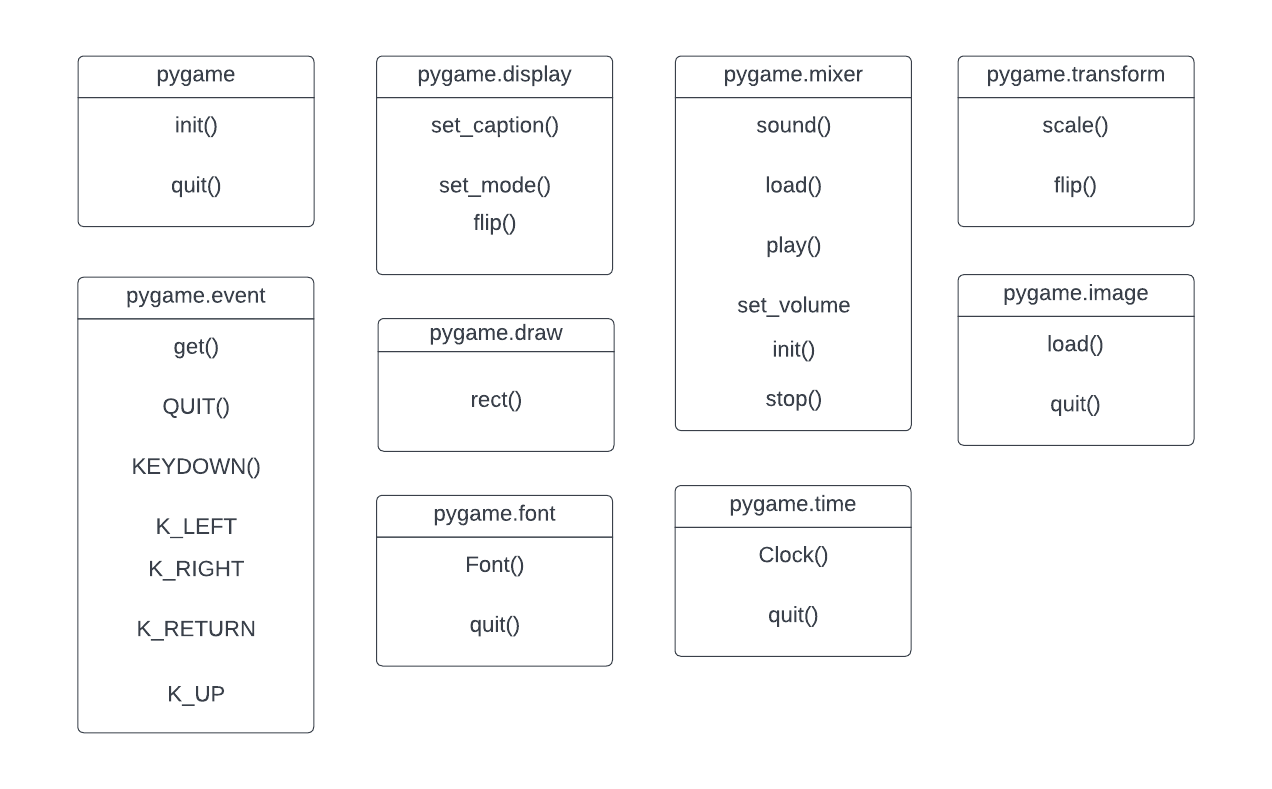 pygame
init()
quit()
pygame.event
get()
QUIT()
KEYDOWN()
K_LEFT
K_RIGHT
K_RETURN
K_UP
pygame.display
set_caption()
set_mode()
flip()
pygame.draw
rect()
pygame.font
Font()
quit()
pygame.mixer
sound()
load()
play()
set_volume
init()
stop()
pygame.time
Clock()
quit()
pygame.transform
scale()
flip()
pygame.image
load()
quit()